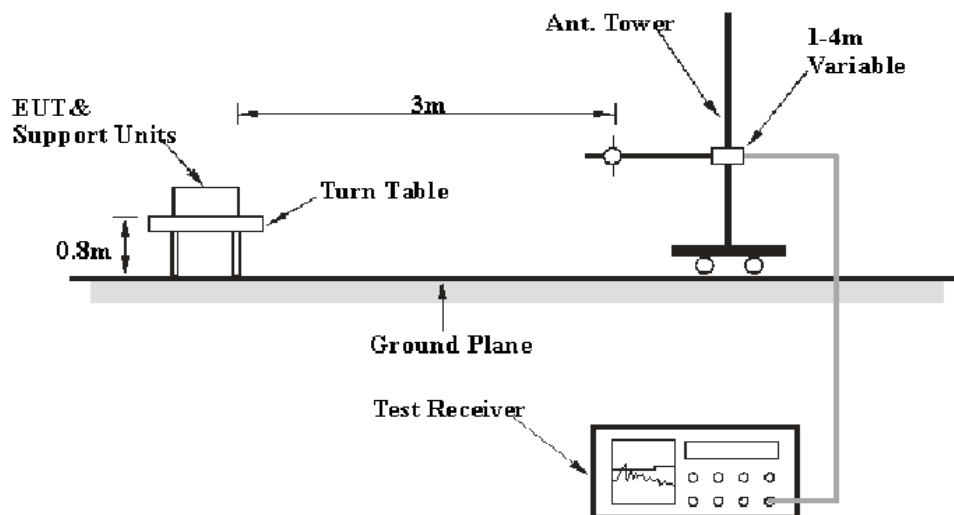 Ant. Tower
1-4m
Variable
EUT &
Support Units
3m
Turn Table
0.8m
Ground Plane
Test Receiver